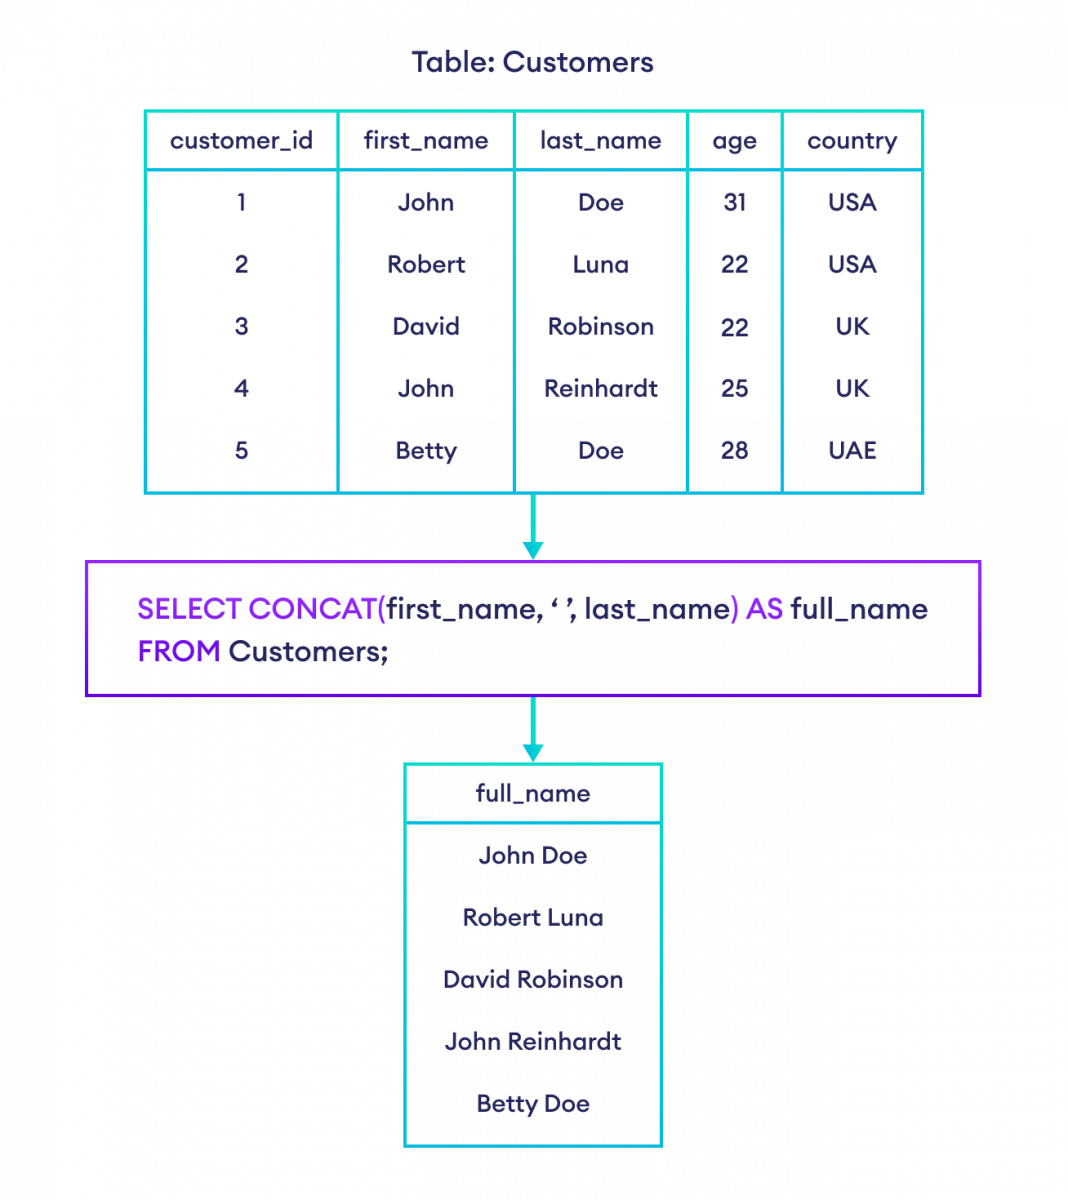 Table: Customers
customer_id first_name last_name age country
1 John Doe 31 USA
2 Robert Luna 22 USA
3 David Robinson 22 UK
4 John Reinhardt 25 UK
5 Betty Doe 28 UAE
SELECT CONCAT(first_name, ‘ ’, last_name) AS full_name
FROM Customers;
full_name
John Doe
Robert Luna
David Robinson
John Reinhardt
Betty Doe